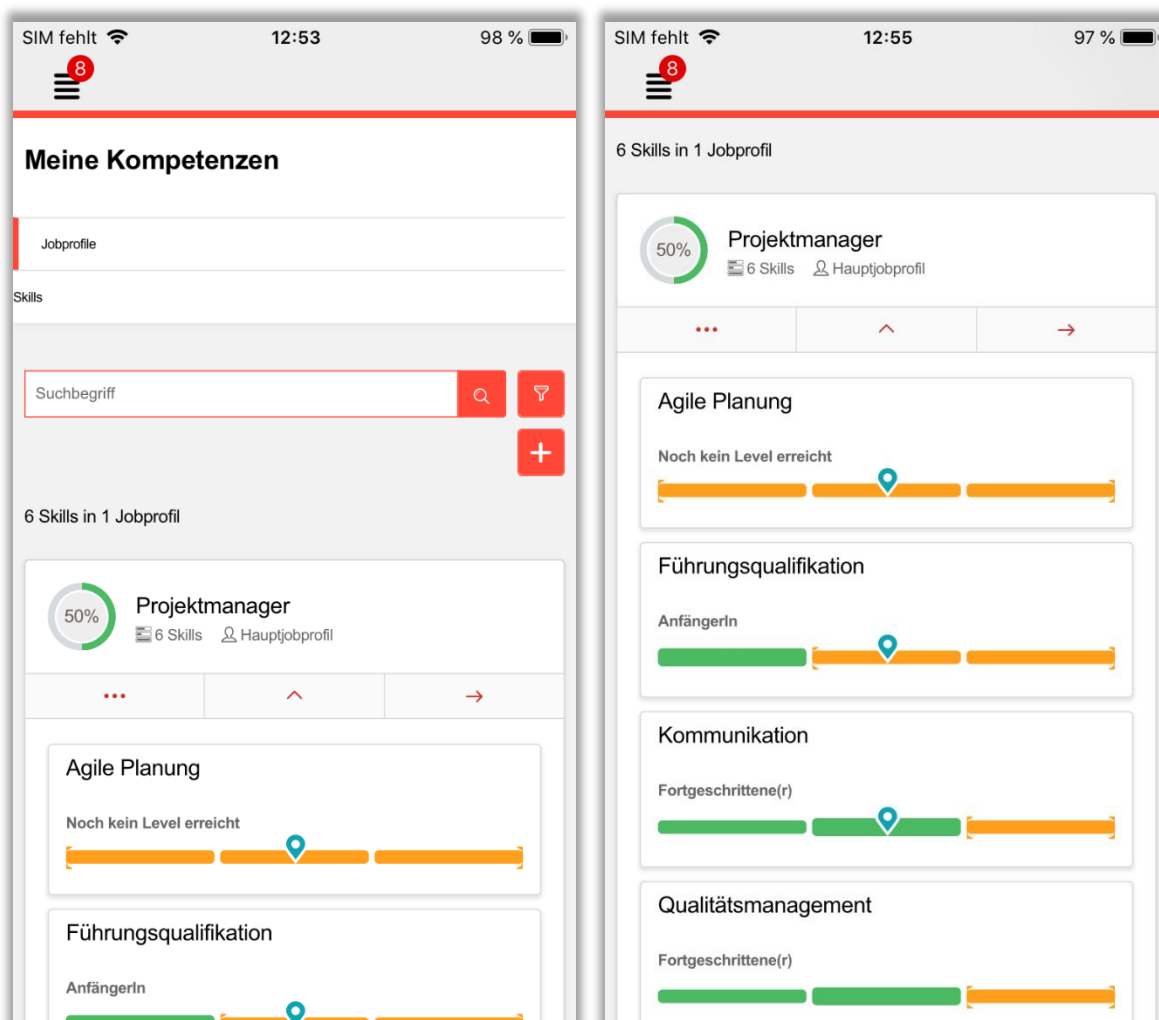 SIM fehlt 12:53 98 %
8
Meine Kompetenzen
Jobprofile
Skills
Suchbegriff
6 Skills in 1 Jobprofil
50%
Projektmanager
6 Skills Hauptjobprofil
Agile Planung
Noch kein Level erreicht
Führungsqualifikation
AnfängerIn
SIM fehlt 12:55 97 %
8
6 Skills in 1 Jobprofil
50%
Projektmanager
6 Skills Hauptjobprofil
Agile Planung
Noch kein Level erreicht
Führungsqualifikation
AnfängerIn
Kommunikation
Fortgeschrittene(r)
Qualitätsmanagement
Fortgeschrittene(r)